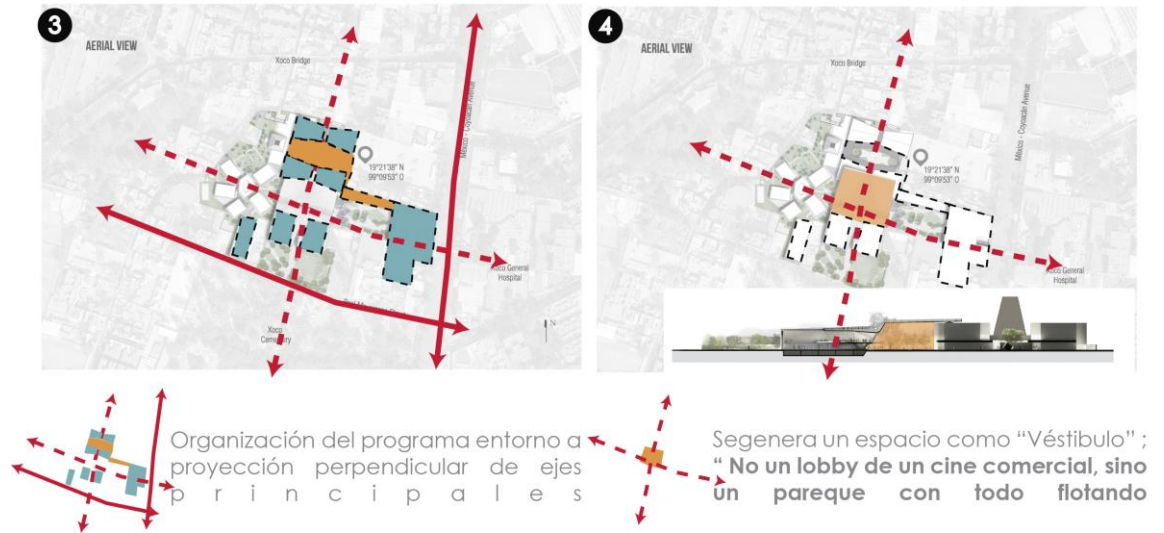 3
AERIAL VIEW
Xoco Bridge
México - Coyoacán Avenue
19°21'38" N
99°09'53" O
Xoco General
Hospital
Xoco
Cemetery
N
Organización del programa entorno a
proyección perpendicular de ejes
principales
4
AERIAL VIEW
Xoco Bridge
México - Coyoacán Avenue
19°21'38" N
99°09'53" O
Xoco General
Hospital
Segenera un espacio como “Véstibulo” ;
“ No un lobby de un cine comercial, sino
un pareque con todo flotando